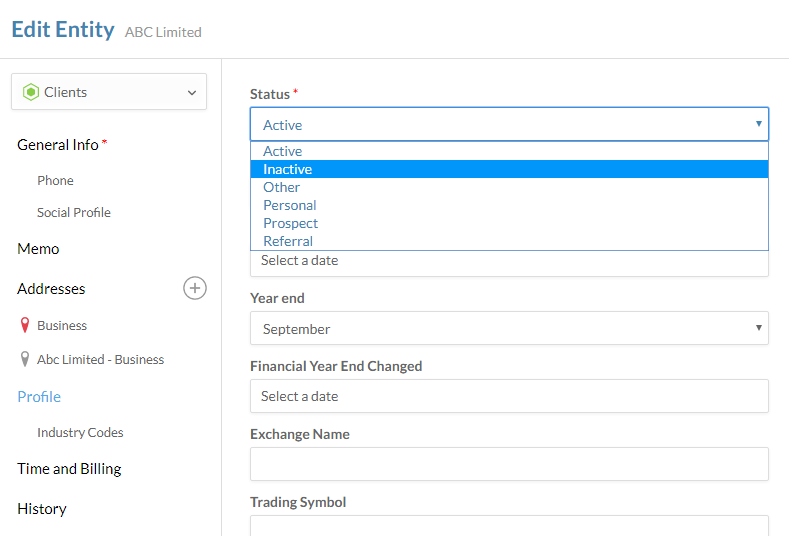 Edit Entity ABC Limited
Clients
General Info *
Phone
Social Profile
Memo
Addresses
Business
Abc Limited - Business
Profile
Industry Codes
Time and Billing
History
Status *
Active
Active
Inactive
Other
Personal
Prospect
Referral
Select a date
Year end
September
Financial Year End Changed
Select a date
Exchange Name
Trading Symbol